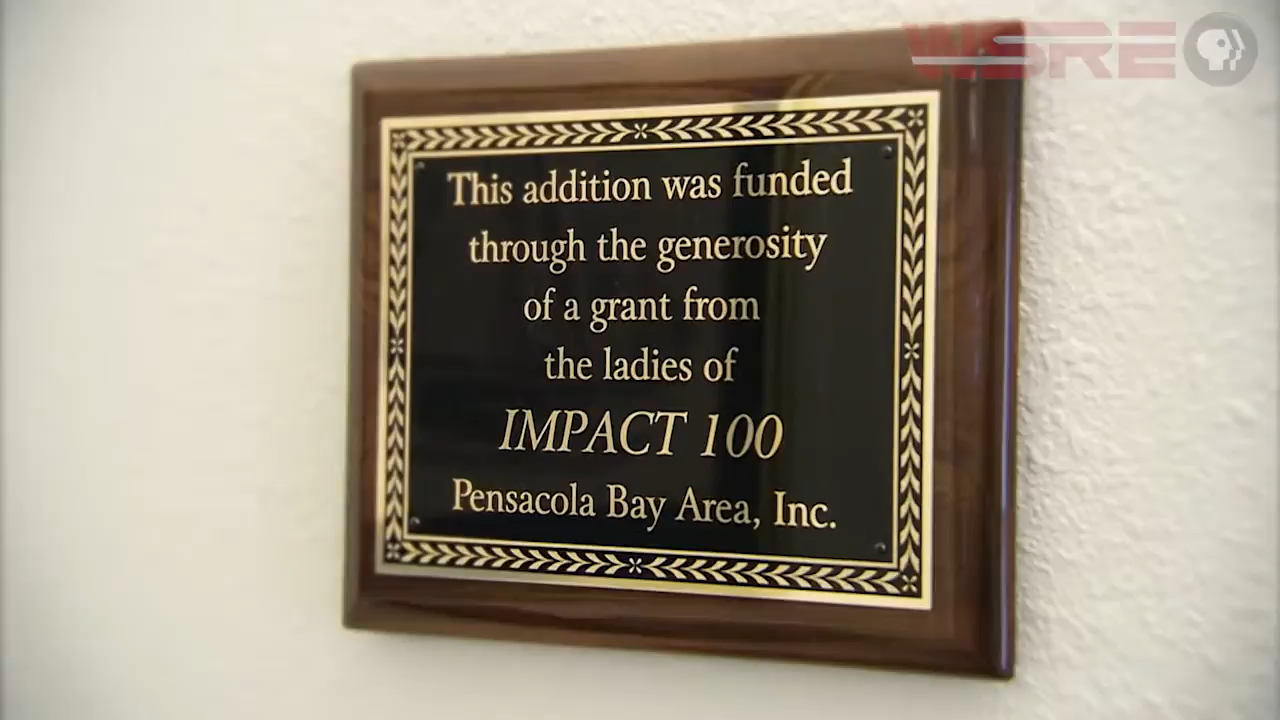 WSRE
This addition was funded
through the generosity
of a grant from
the ladies of
IMPACT 100
Pensacola Bay Area, Inc.